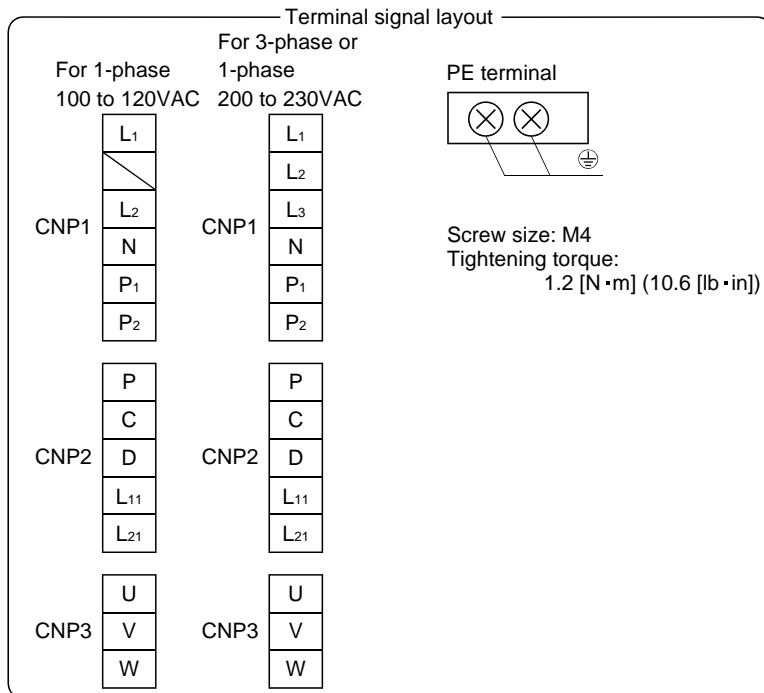 Terminal signal layout
For 1-phase
100 to 120VAC
For 3-phase or
1-phase
200 to 230VAC
PE terminal
CNP1
L1
L2
N
P1
P2
CNP1
L1
L2
L3
N
P1
P2
Screw size: M4
Tightening torque:
1.2 [N·m] (10.6 [lb·in])
CNP2
P
C
D
L11
L21
CNP2
P
C
D
L11
L21
CNP3
U
V
W
CNP3
U
V
W